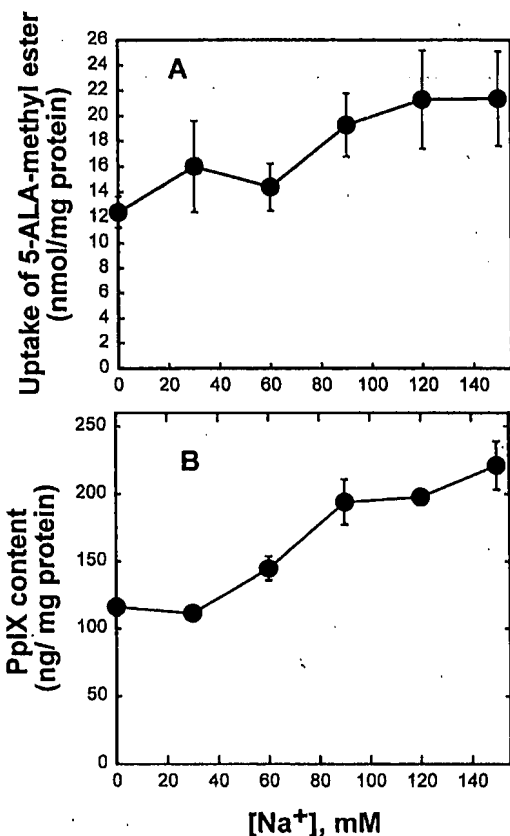 A
Uptake of 5-ALA-methyl ester
(nmol/mg protein)
26
24
22
20
18
16
14
12
10
8
6
4
2
0
0 20 40 60 80 100 120 140
B
PpIX content
(ng/ mg protein)
250
200
150
100
50
0
0 20 40 60 80 100 120 140
[Na+], mM